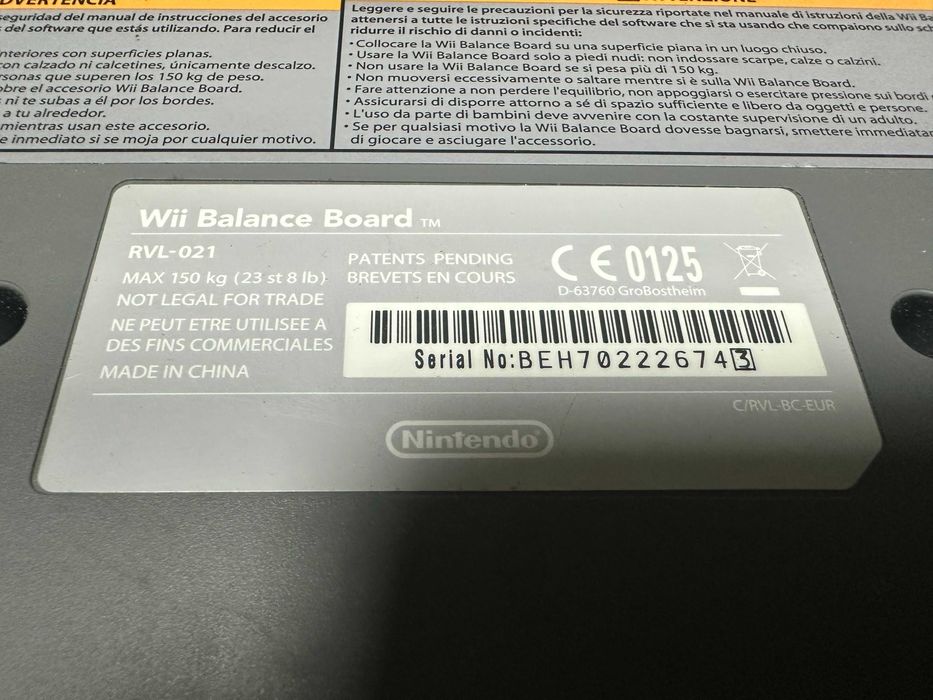 DVERTENCIA
seguridad del manual de instrucciones del accesorio
del software que estás utilizando. Para reducir el
nteriores con superficies planas.
on calzado ni calcetines, únicamente descalzo.
rsonas que superen los 150 kg de peso.
obre el accesorio Wii Balance Board.
ni te subas a él por los bordes.
a tu alrededor.
mientras usan este accesorio.
e inmediato si se moja por cualquier motivo.
Leggere e seguire le precauzioni per la sicurezza riportate nel manuale di istruzioni della Wii Ba
attenersi a tutte le istruzioni specifiche del software che si sta usando che compaiono sullo sch
ridurre il rischio di danni o incidenti:
• Collocare la Wii Balance Board su una superficie piana in un luogo chiuso.
• Usare la Wii Balance Board solo a piedi nudi: non indossare scarpe, calze o calzini.
• Non usare la Wii Balance Board se si pesa più di 150 kg.
• Non muoversi eccessivamente o saltare mentre si è sulla Wii Balance Board.
• Fare attenzione a non perdere l'equilibrio, non appoggiarsi o esercitare pressione sui bordi
• Assicurarsi di disporre attorno a sé di spazio sufficiente e libero da oggetti e persone.
• L'uso da parte di bambini deve avvenire con la costante supervisione di un adulto.
• Se per qualsiasi motivo la Wii Balance Board dovesse bagnarsi, smettere immediatar
di giocare e asciugare l'accessorio.
Wii Balance Board TM
RVL-021
MAX 150 kg (23 st 8 lb)
NOT LEGAL FOR TRADE
NE PEUT ETRE UTILISEE A
DES FINS COMMERCIALES
MADE IN CHINA
PATENTS PENDING
BREVETS EN COURS
CE 0125
D-63760 GroBostheim
Serial No:BEH702226743
C/RVL-BC-EUR
Nintendo